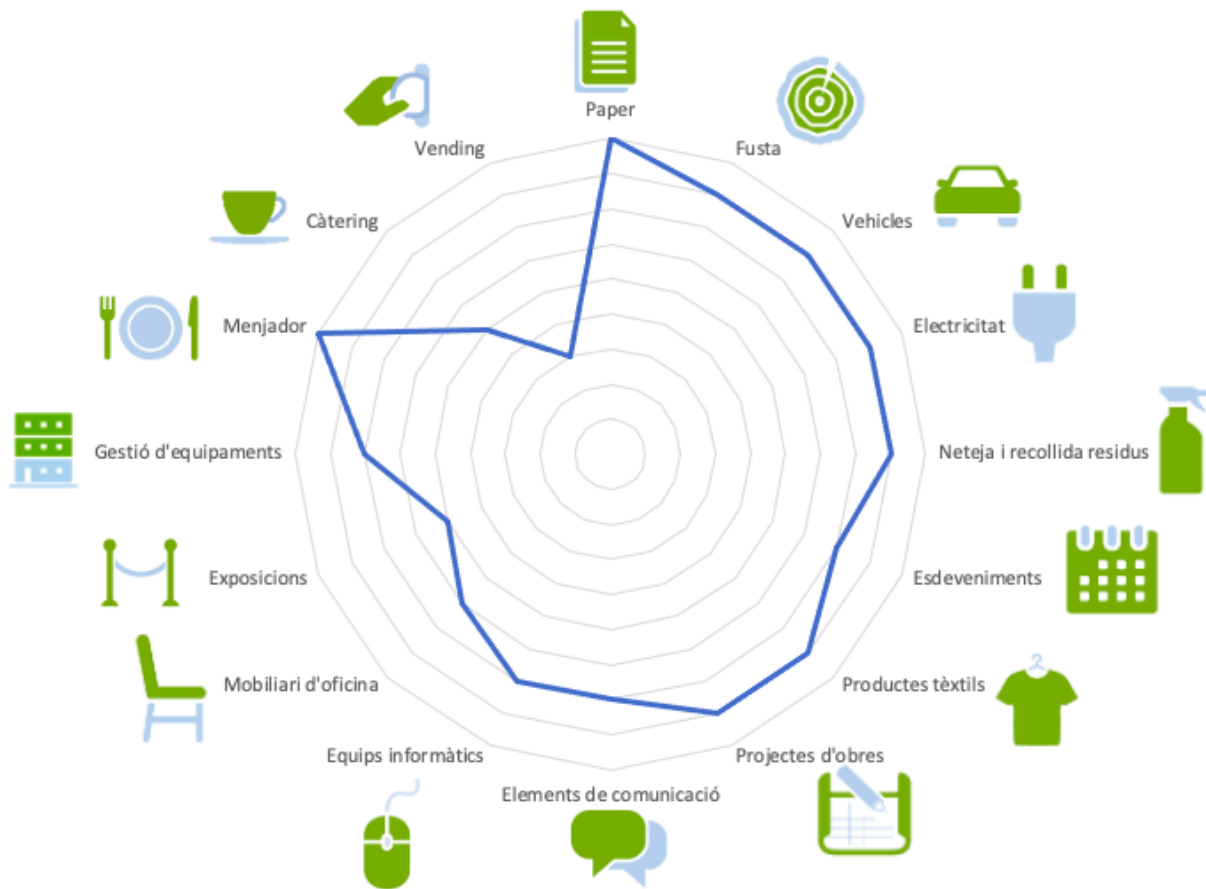 Paper
Fusta
Vehicles
Electricitat
Neteja i recollida residus
Esdeveniments
Productes tèxtils
Projectes d'obres
Elements de comunicació
Equips informàtics
Mobiliari d'oficina
Exposicions
Gestió d'equipaments
Menjador
Càtering
Vending